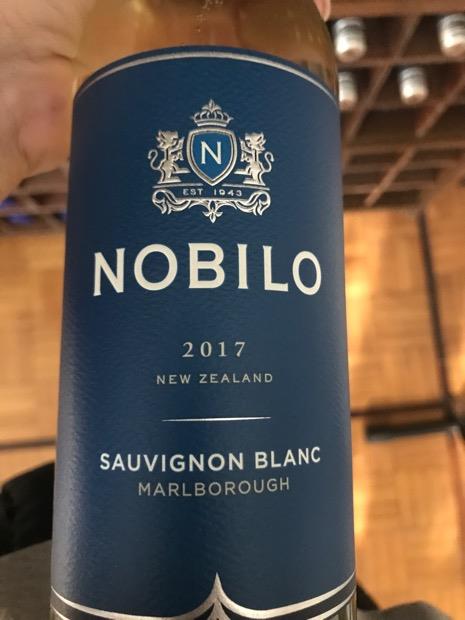 N
EST 1943
NOBILO
2017
NEW ZEALAND
SAUVIGNON BLANC
MARLBOROUGH